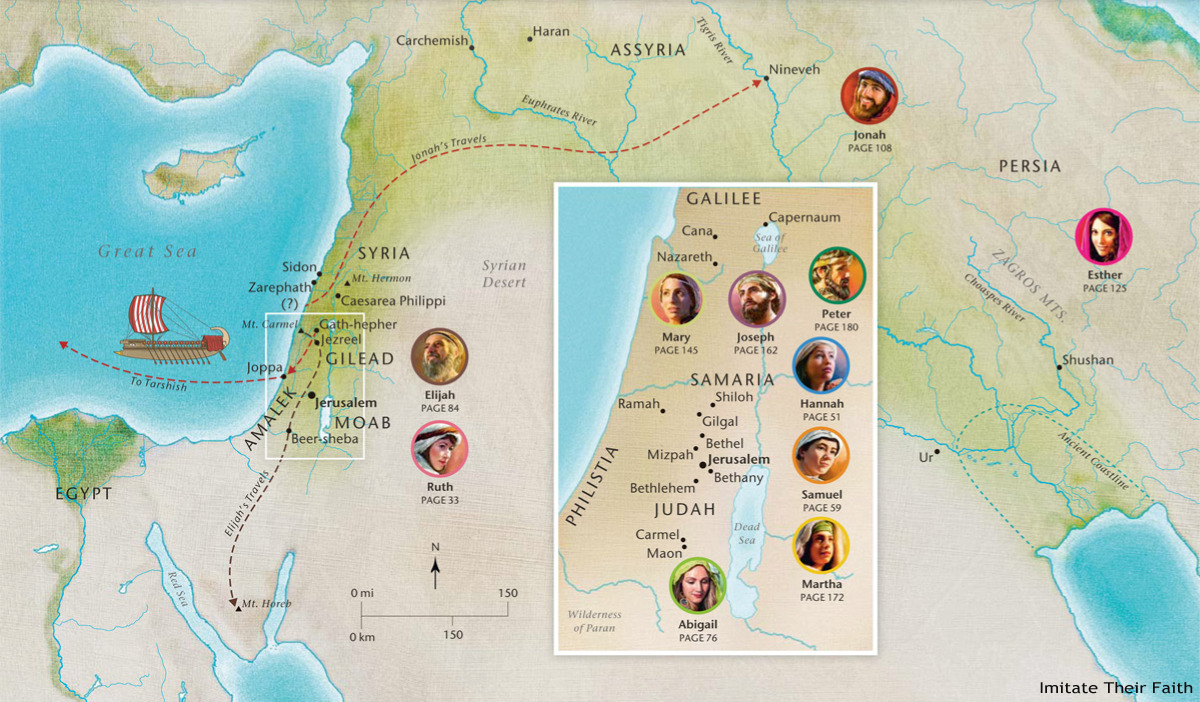 Carchemish
Haran
ASSYRIA
Tigris River
Nineveh
Euphrates River
Jonah's Travels
Jonah
PAGE 108
PERSIA
Esther
PAGE 125
ZAGROS MTS.
Choaspes River
Shushan
Ancient Coastline
Ur
Great Sea
SYRIA
Syrian
Desert
Sidon
Mt. Hermon
Zarephath
(?)
Caesarea Philippi
Mt. Carmel
Gath-hepher
Jezreel
GILEAD
Joppa
To Tarshish
Jerusalem
AMALEK
MOAB
Beer-sheba
Elijah
PAGE 84
Ruth
PAGE 33
EGYPT
Elijah's Travels
Red Sea
Mt. Horeb
N
0 mi
150
0 km
150
GALILEE
Capernaum
Cana
Sea of
Galilee
Nazareth
Mary
PAGE 145
Joseph
PAGE 162
Peter
PAGE 180
SAMARIA
Shiloh
Ramah
Gilgal
Hannah
PAGE 51
Bethel
Mizpah
Jerusalem
Bethany
Bethlehem
PHILISTIA
JUDAH
Samuel
PAGE 59
Dead
Sea
Carmel
Maon
Martha
PAGE 172
Wilderness
of Paran
Abigail
PAGE 76
Imitate Their Faith